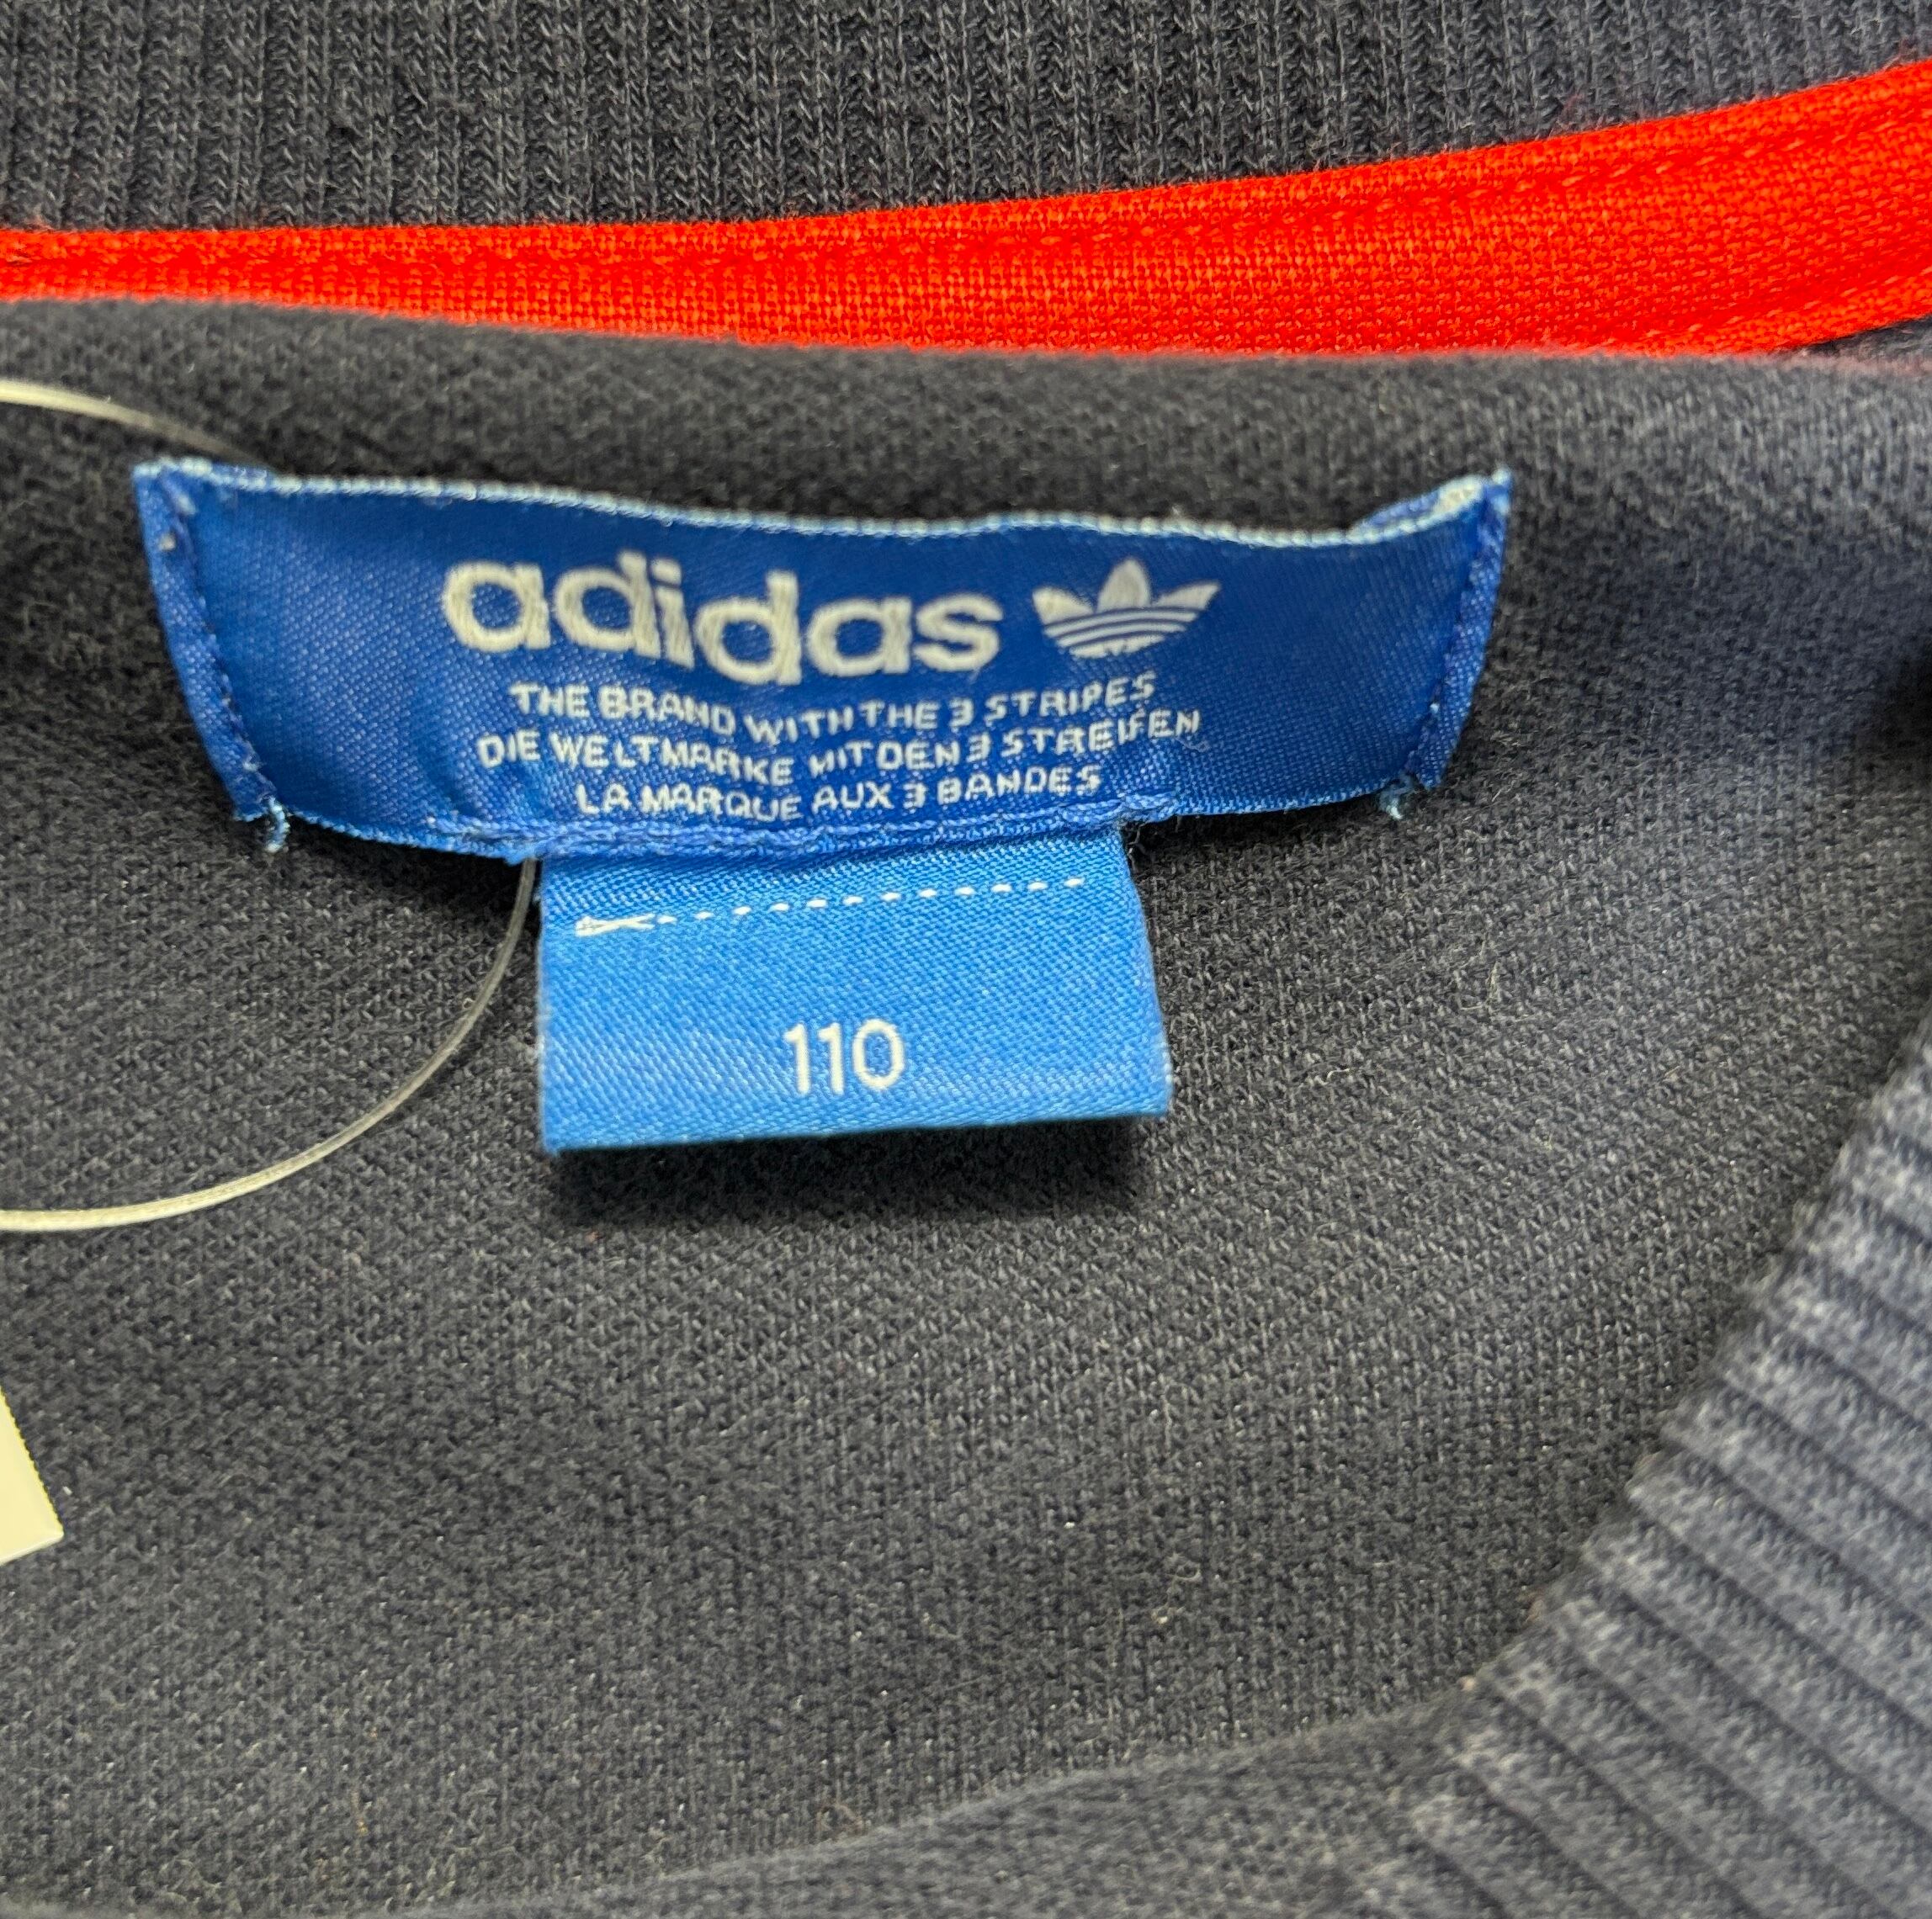 adidas
THE BRAND WITH THE 3 STRIPES
DIE WELTMARKE MIT DEN 3 STREIFEN
LA MARQUE AUX 3 BANDES
110